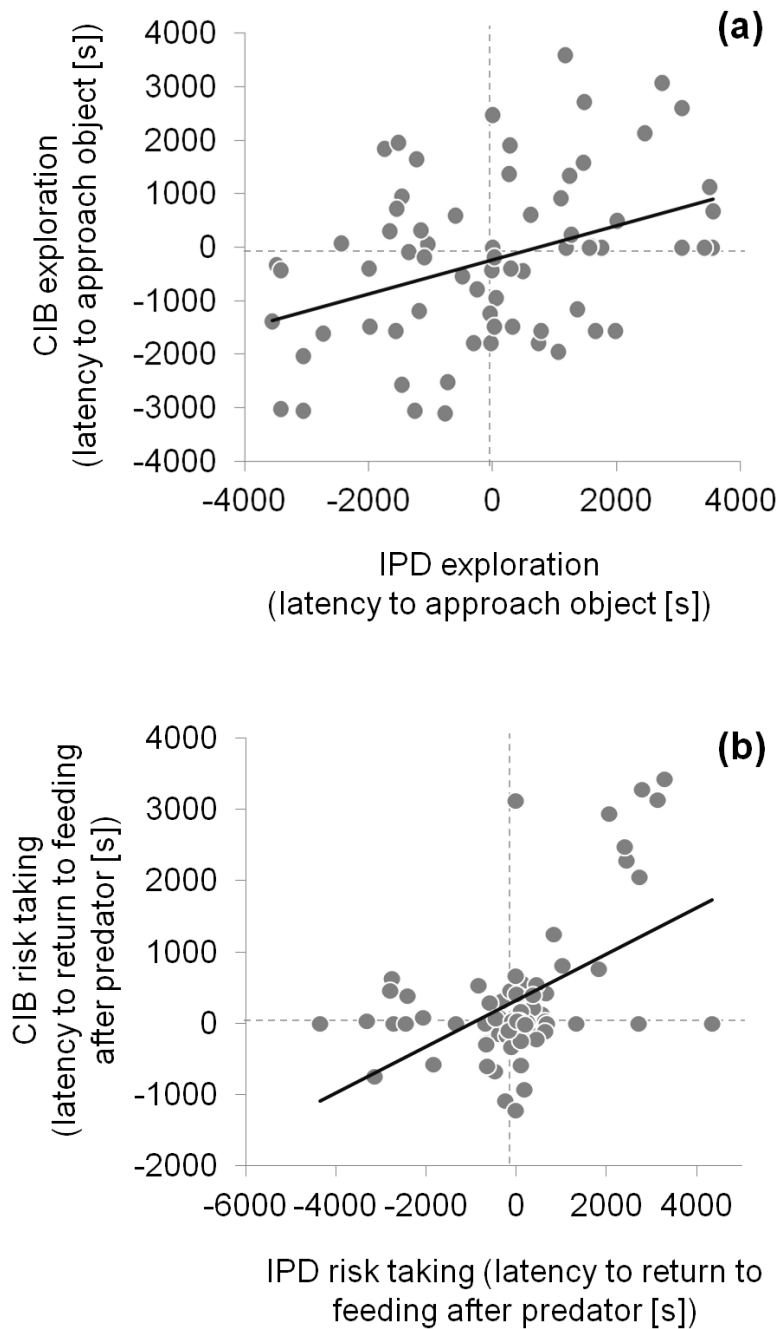 (a)
CIB exploration
(latency to approach object [s])
4000
3000
2000
1000
0
-1000
-2000
-3000
-4000
-4000 -2000 0 2000 4000
IPD exploration
(latency to approach object [s])
(b)
CIB risk taking
(latency to return to feeding
after predator [s])
4000
3000
2000
1000
0
-1000
-2000
-6000 -4000 -2000 0 2000 4000
IPD risk taking (latency to return to
feeding after predator [s])